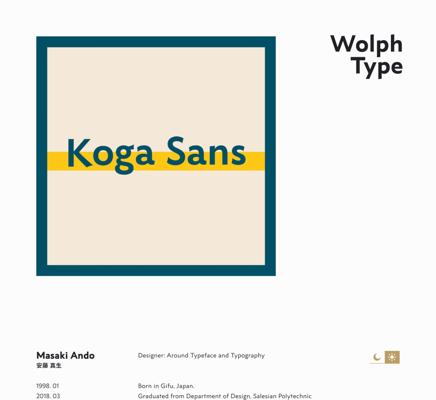 Wolph
Type
Koga Sans
Masaki Ando
安藤 真生
Designer: Around Typeface and Typography
1998. 01 Born in Gifu, Japan.
2018. 03 Graduated from Department of Design, Salesian Polytechnic